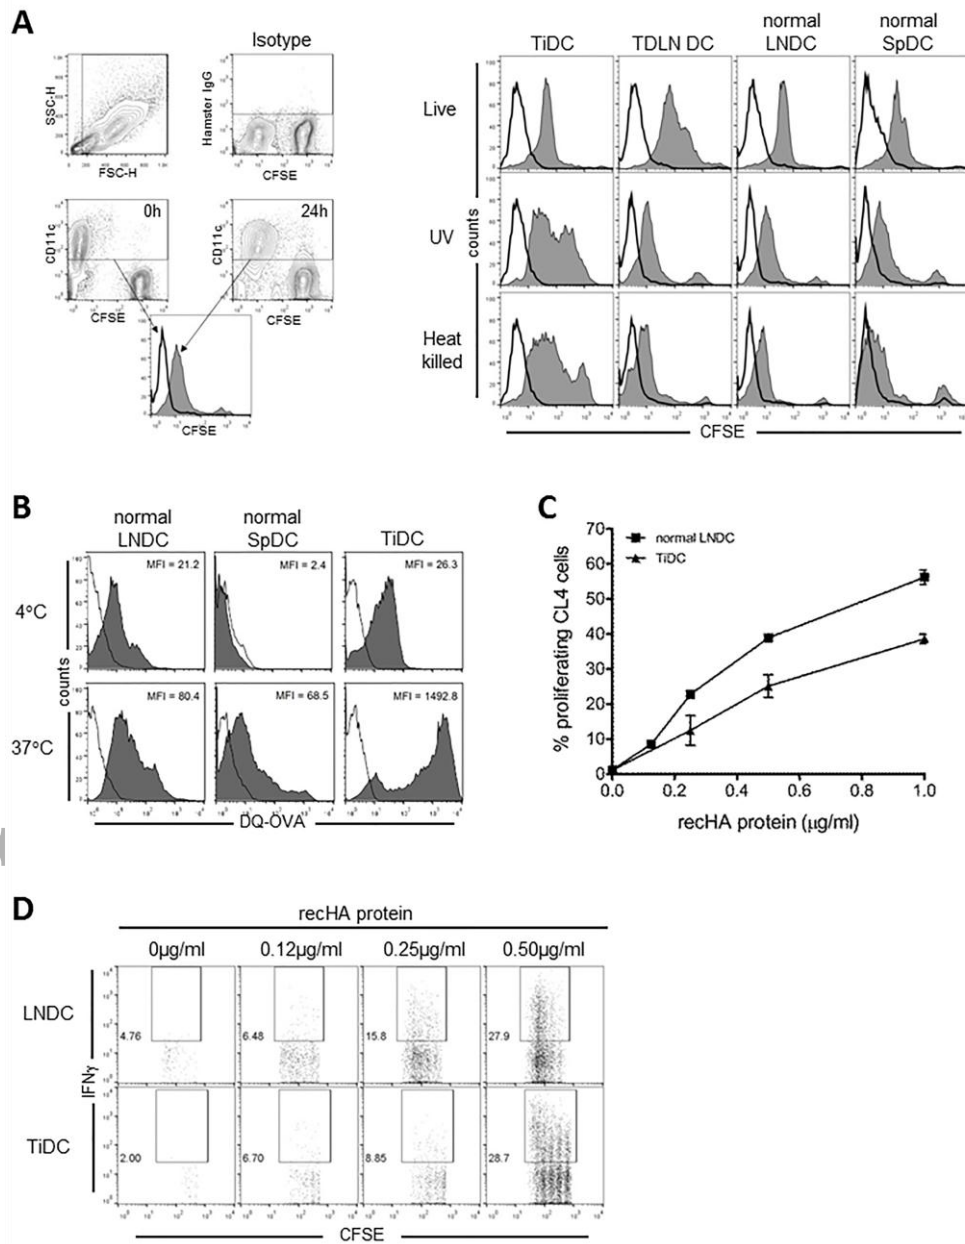 A
Isotype
SSC-H
FSC-H
Hamster IgG
CFSE
0h
CD11c
CFSE
24h
CD11c
CFSE
CFSE
TiDC
TDLN DC
normal
LNDC
normal
SpDC
Live
UV
Heat
killed
counts
CFSE
B
normal
LNDC
normal
SpDC
TiDC
4°C
MFI = 21.2
MFI = 2.4
MFI = 26.3
37°C
MFI = 80.4
MFI = 68.5
MFI = 1492.8
counts
DQ-OVA
C
normal LNDC
TiDC
% proliferating CL4 cells
70
60
50
40
30
20
10
0
0.0 0.2 0.4 0.6 0.8 1.0
recHA protein (μg/ml)
D
recHA protein
0μg/ml 0.12μg/ml 0.25μg/ml 0.50μg/ml
LNDC
4.76 6.48 15.8 27.9
IFNγ
TiDC
2.00 6.70 8.85 28.7
CFSE